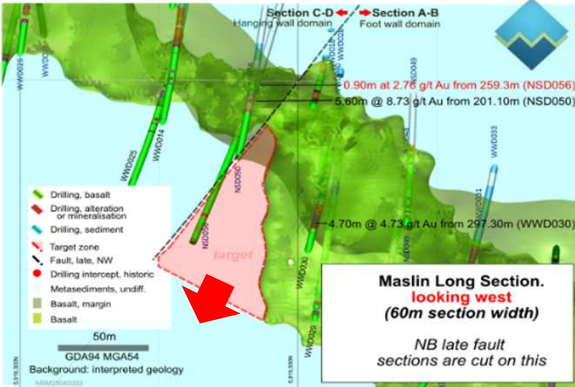 Section C-D
Hanging wall domain
Section A-B
Foot wall domain
0.90m at 2.76 g/t Au from 259.3m (NSD056)
5.60m @ 8.73 g/t Au from 201.10m (NSD050)
NSD049
WWD033
WWD025
WWD014
NSD050
target
4.70m @ 4.73 g/t Au from 297.30m (WWD030)
WWD030
WWD029
Drilling, basalt
Drilling, alteration
or mineralisation
Drilling, sediment
Target zone
Fault, late, NW
Drilling intercept, historic
Metasediments, undiff.
Basalt, margin
Basalt
50m
GDA94 MGA54
Background: interpreted geology
Maslin Long Section.
looking west
(60m section width)
NB late fault
sections are cut on this